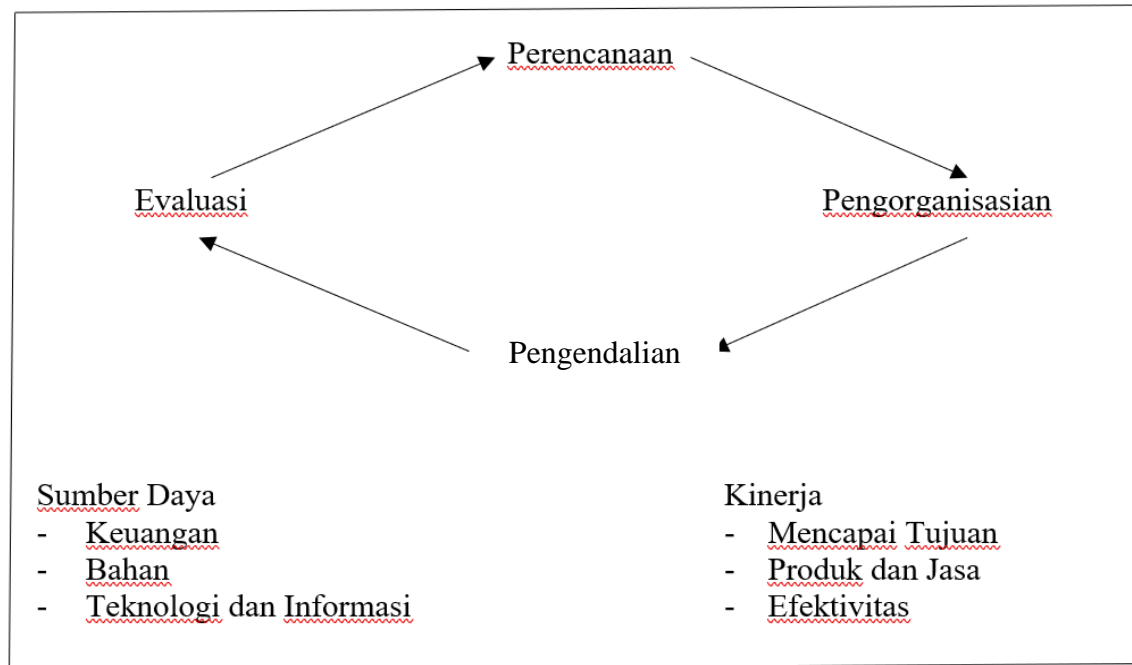 Perencanaan
Evaluasi
Pengorganisasian
Pengendalian
Sumber Daya
- Keuangan
- Bahan
- Teknologi dan Informasi
Kinerja
- Mencapai Tujuan
- Produk dan Jasa
- Efektivitas